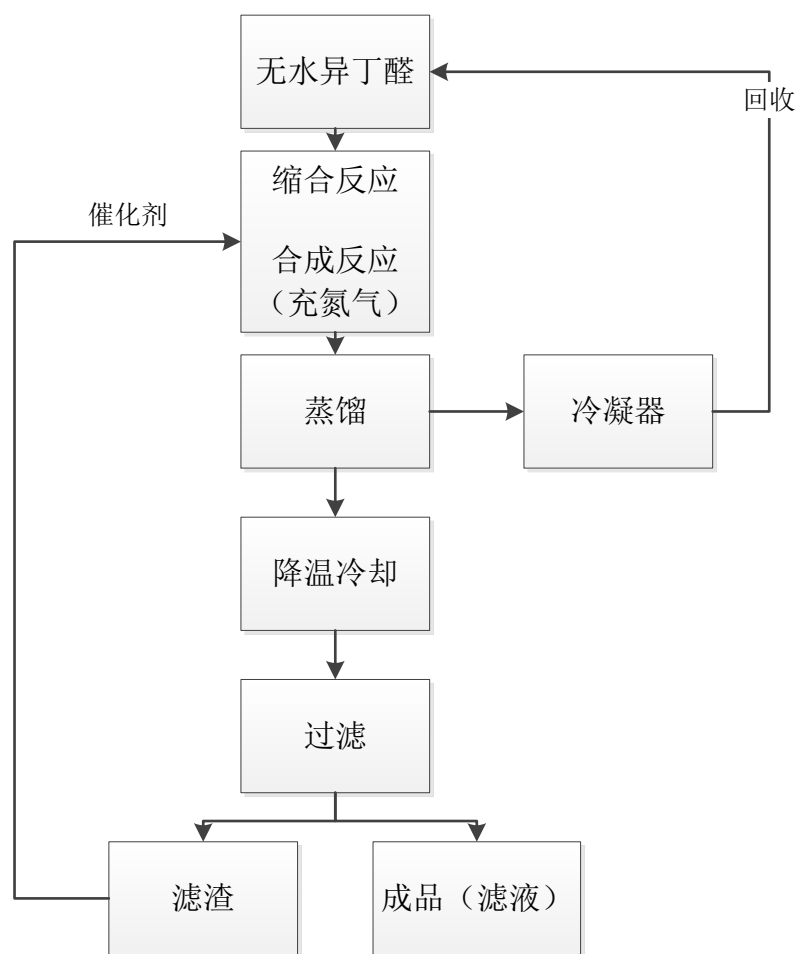 无水异丁醛
回收
缩合反应
催化剂
合成反应
（充氮气）
蒸馏
冷凝器
降温冷却
过滤
滤渣
成品（滤液）